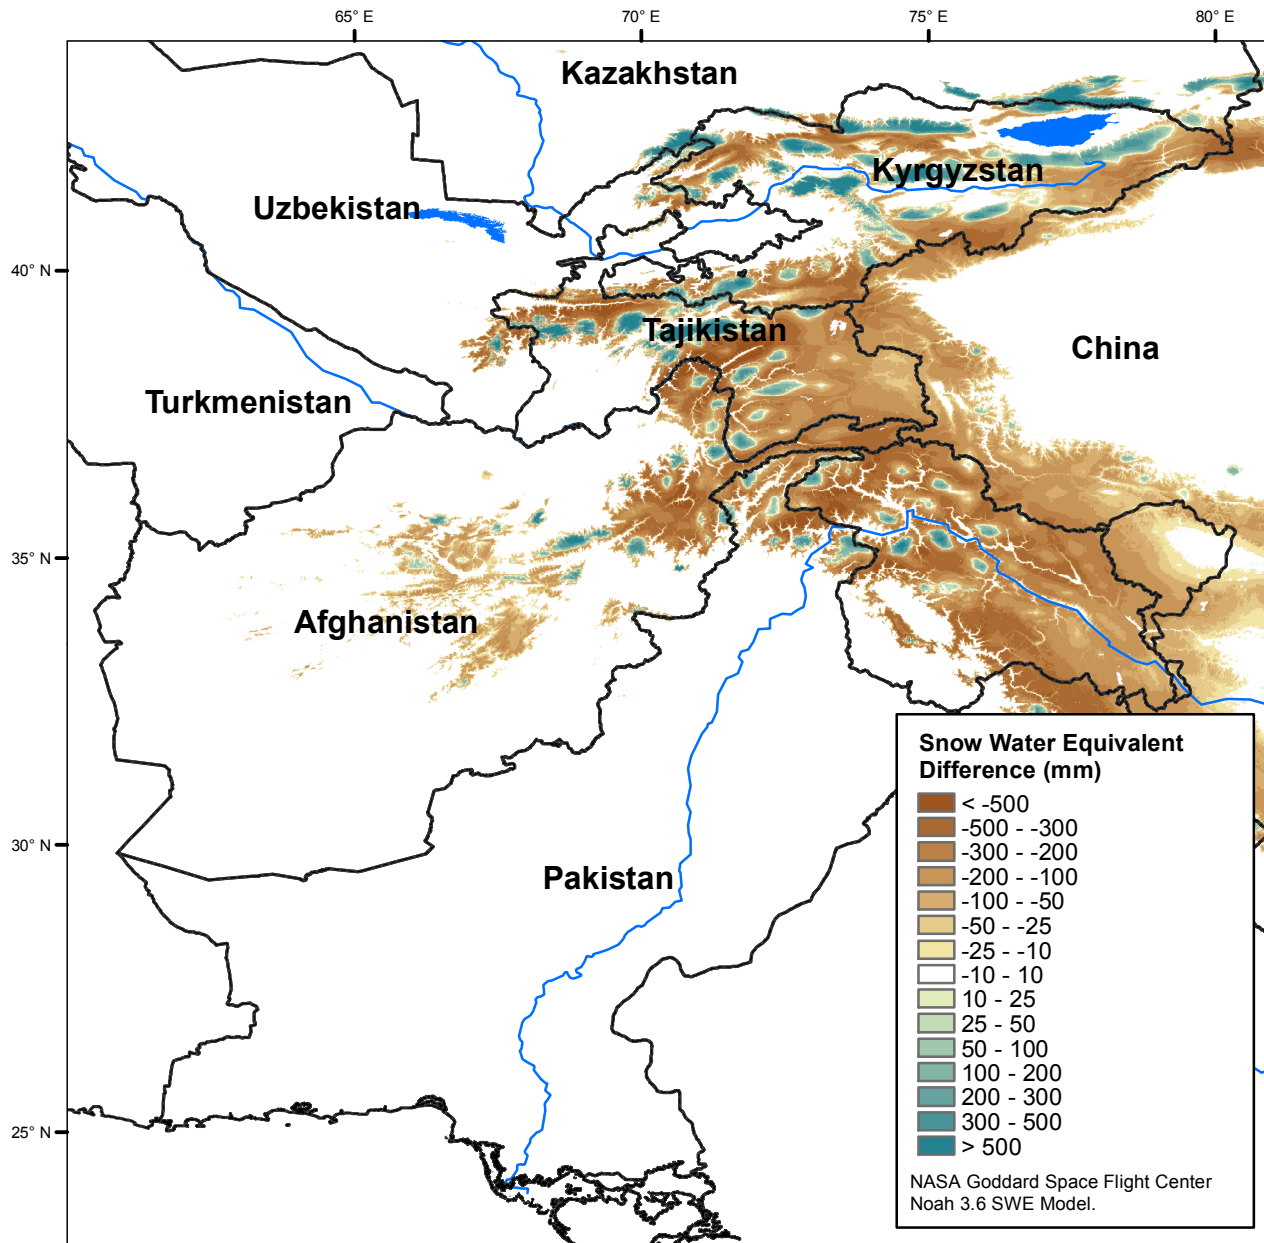 65° E
70° E
75° E
80° E
Kazakhstan
Kyrgyzstan
Uzbekistan
40° N
Tajikistan
China
Turkmenistan
35° N
Afghanistan
30° N
Pakistan
25° N
Snow Water Equivalent
Difference (mm)
< -500
-500 - -300
-300 - -200
-200 - -100
-100 - -50
-50 - -25
-25 - -10
-10 - 10
10 - 25
25 - 50
50 - 100
100 - 200
200 - 300
300 - 500
> 500
NASA Goddard Space Flight Center
Noah 3.6 SWE Model.